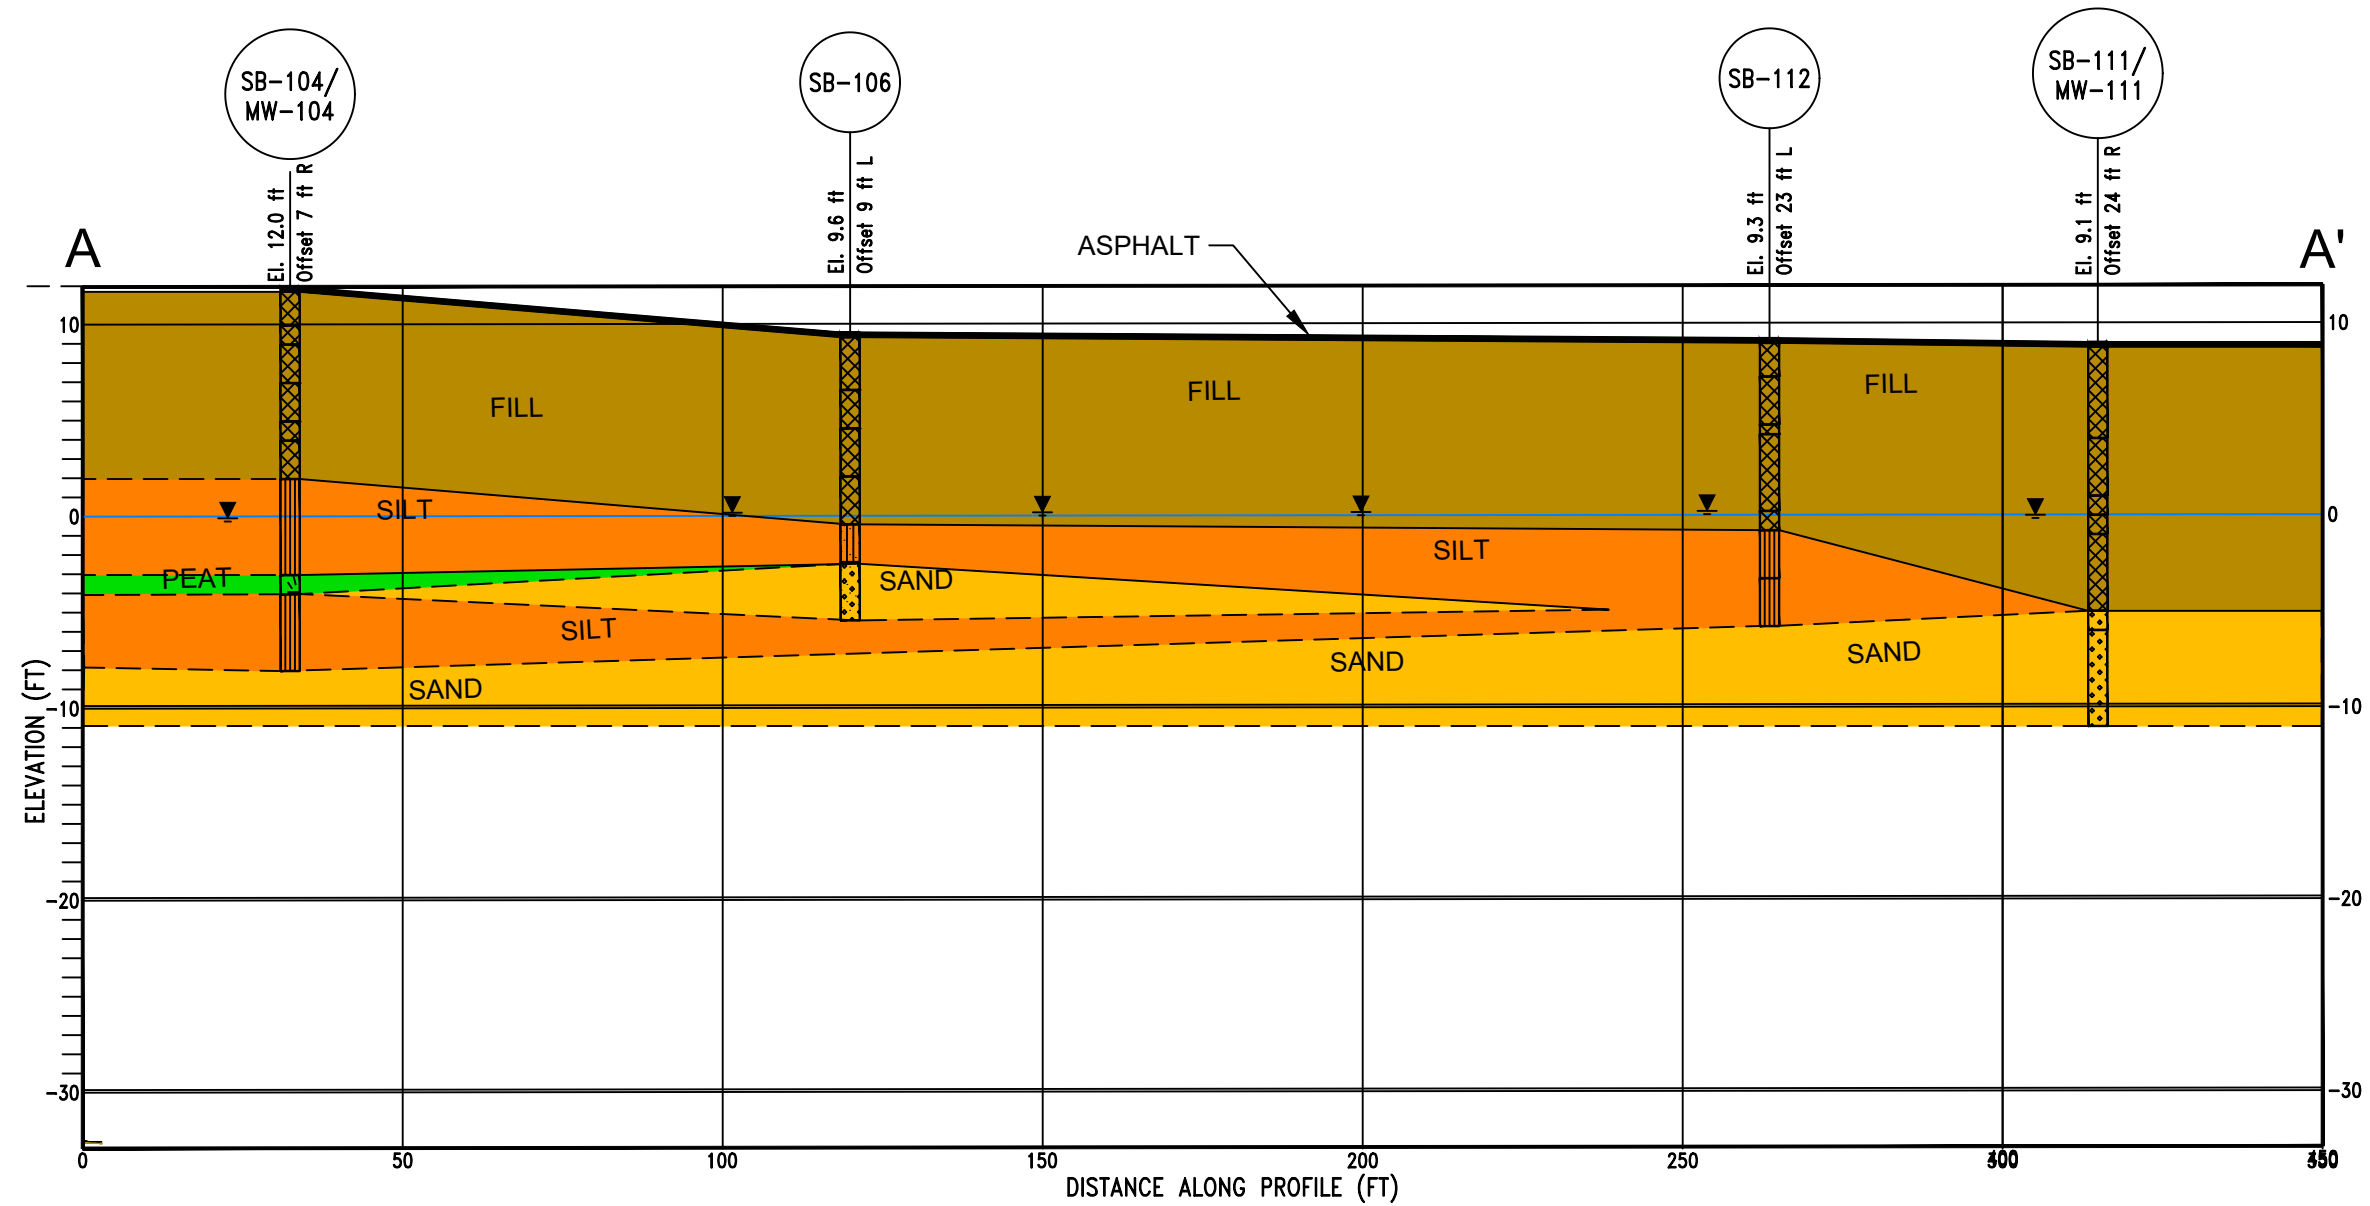 SB-104/
MW-104
SB-106
SB-112
SB-111/
MW-111
El. 12.0 ft
Offset 7 ft R
El. 9.6 ft
Offset 9 ft L
El. 9.3 ft
Offset 23 ft L
El. 9.1 ft
Offset 24 ft R
A
A'
ASPHALT
10
10
FILL
FILL
FILL
SILT
0
0
SILT
PEAT
SAND
SILT
SAND
SAND
SAND
-10
-10
-20
-20
-30
-30
ELEVATION (FT)
0
50
100
150
200
250
DISTANCE ALONG PROFILE (FT)